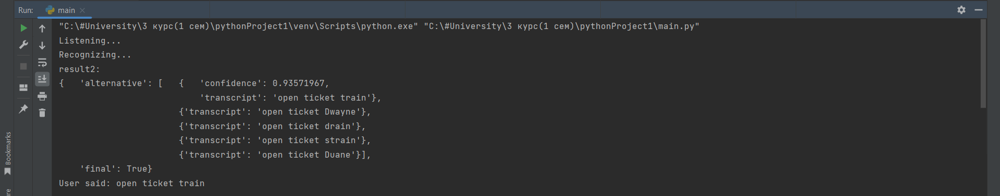 Run: main
"C:\#University\3 курс(1 сем)\pythonProject1\venv\Scripts\python.exe" "C:\#University\3 курс(1 сем)\pythonProject1\main.py"
Listening...
Recognizing...
result2:
{   'alternative': [   {   'confidence': 0.93571967,
                           'transcript': 'open ticket train'},
                       {'transcript': 'open ticket Dwayne'},
                       {'transcript': 'open ticket drain'},
                       {'transcript': 'open ticket strain'},
                       {'transcript': 'open ticket Duane'}],
    'final': True}
User said: open ticket train
Bookmarks